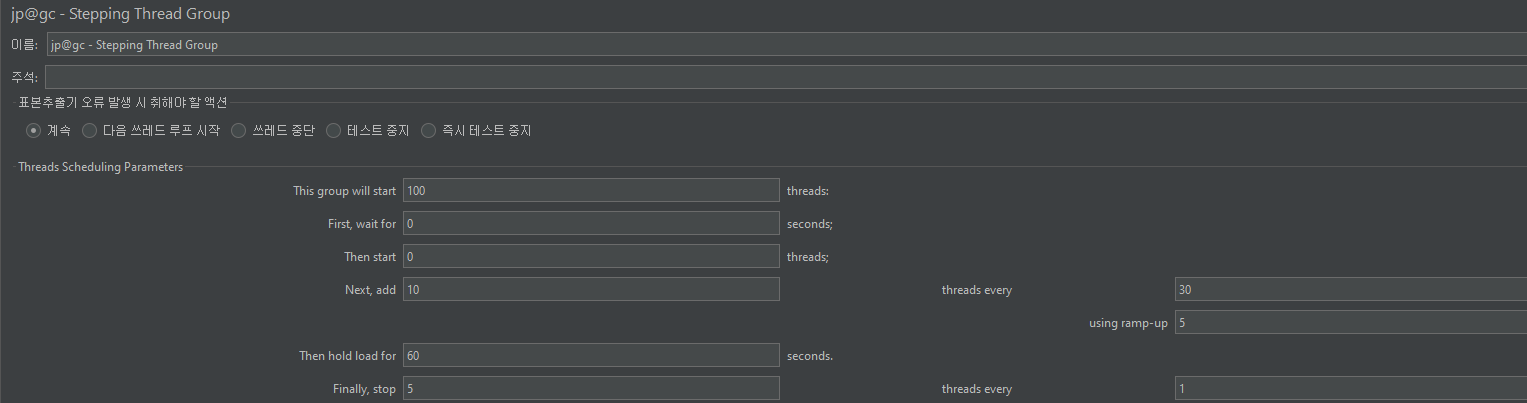 jp@gc - Stepping Thread Group
이름: jp@gc - Stepping Thread Group
주석:
표본추출기 오류 발생 시 취해야 할 액션
계속 다음 쓰레드 루프 시작 쓰레드 중단 테스트 중지 즉시 테스트 중지
Threads Scheduling Parameters
This group will start 100 threads:
First, wait for 0 seconds;
Then start 0 threads;
Next, add 10 threads every 30
using ramp-up 5
Then hold load for 60 seconds.
Finally, stop 5 threads every 1